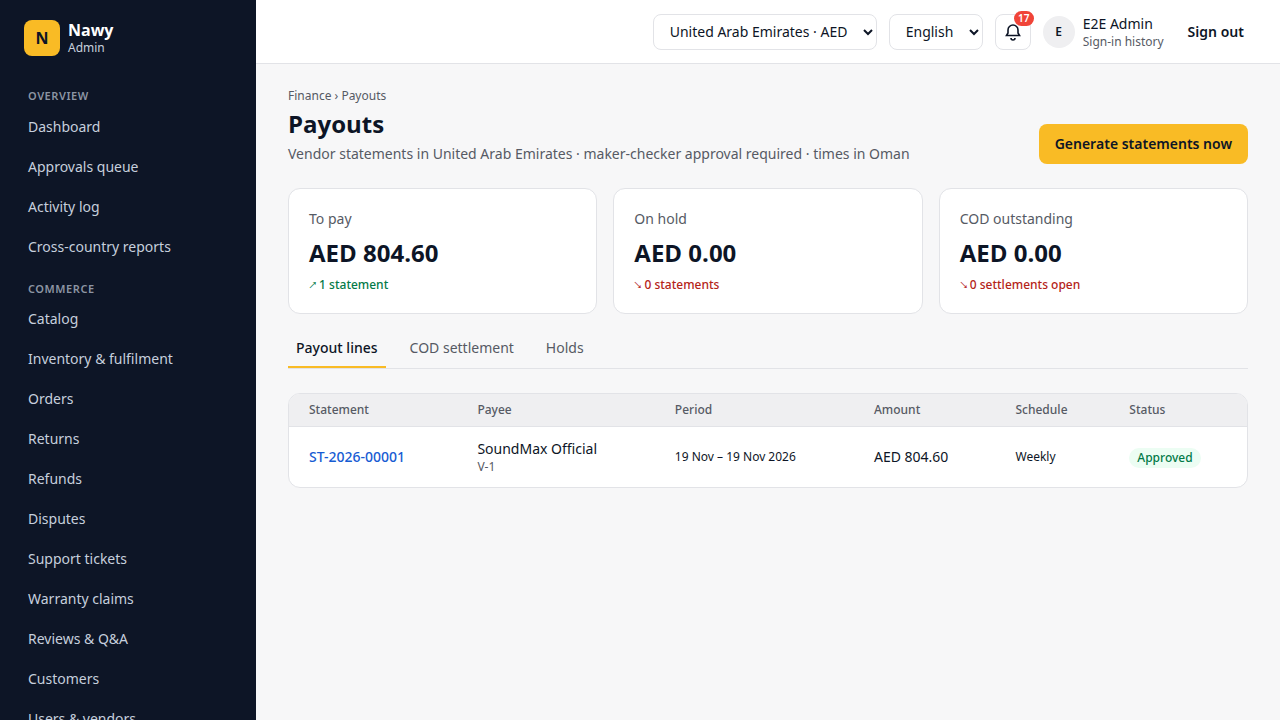 N
Nawy
Admin
United Arab Emirates · AED
English
17
E
E2E Admin
Sign-in history
Sign out
OVERVIEW
Dashboard
Approvals queue
Activity log
Cross-country reports
COMMERCE
Catalog
Inventory & fulfilment
Orders
Returns
Refunds
Disputes
Support tickets
Warranty claims
Reviews & Q&A
Customers
Users & vendors
Finance › Payouts
Payouts
Vendor statements in United Arab Emirates · maker-checker approval required · times in Oman
Generate statements now
To pay
AED 804.60
↗ 1 statement
On hold
AED 0.00
↘ 0 statements
COD outstanding
AED 0.00
↘ 0 settlements open
Payout lines COD settlement Holds
Statement Payee Period Amount Schedule Status
ST-2026-00001 SoundMax Official 19 Nov – 19 Nov 2026 AED 804.60 Weekly Approved
V-1